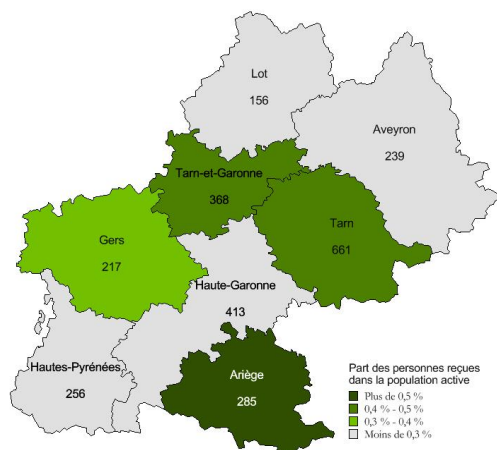 Lot
156
Aveyron
239
Tarn-et-Garonne
368
Tarn
661
Gers
217
Haute-Garonne
413
Hautes-Pyrénées
256
Ariège
285
Part des personnes reçues
dans la population active
Plus de 0,5 %
0,4 % - 0,5 %
0,3 % - 0,4 %
Moins de 0,3 %